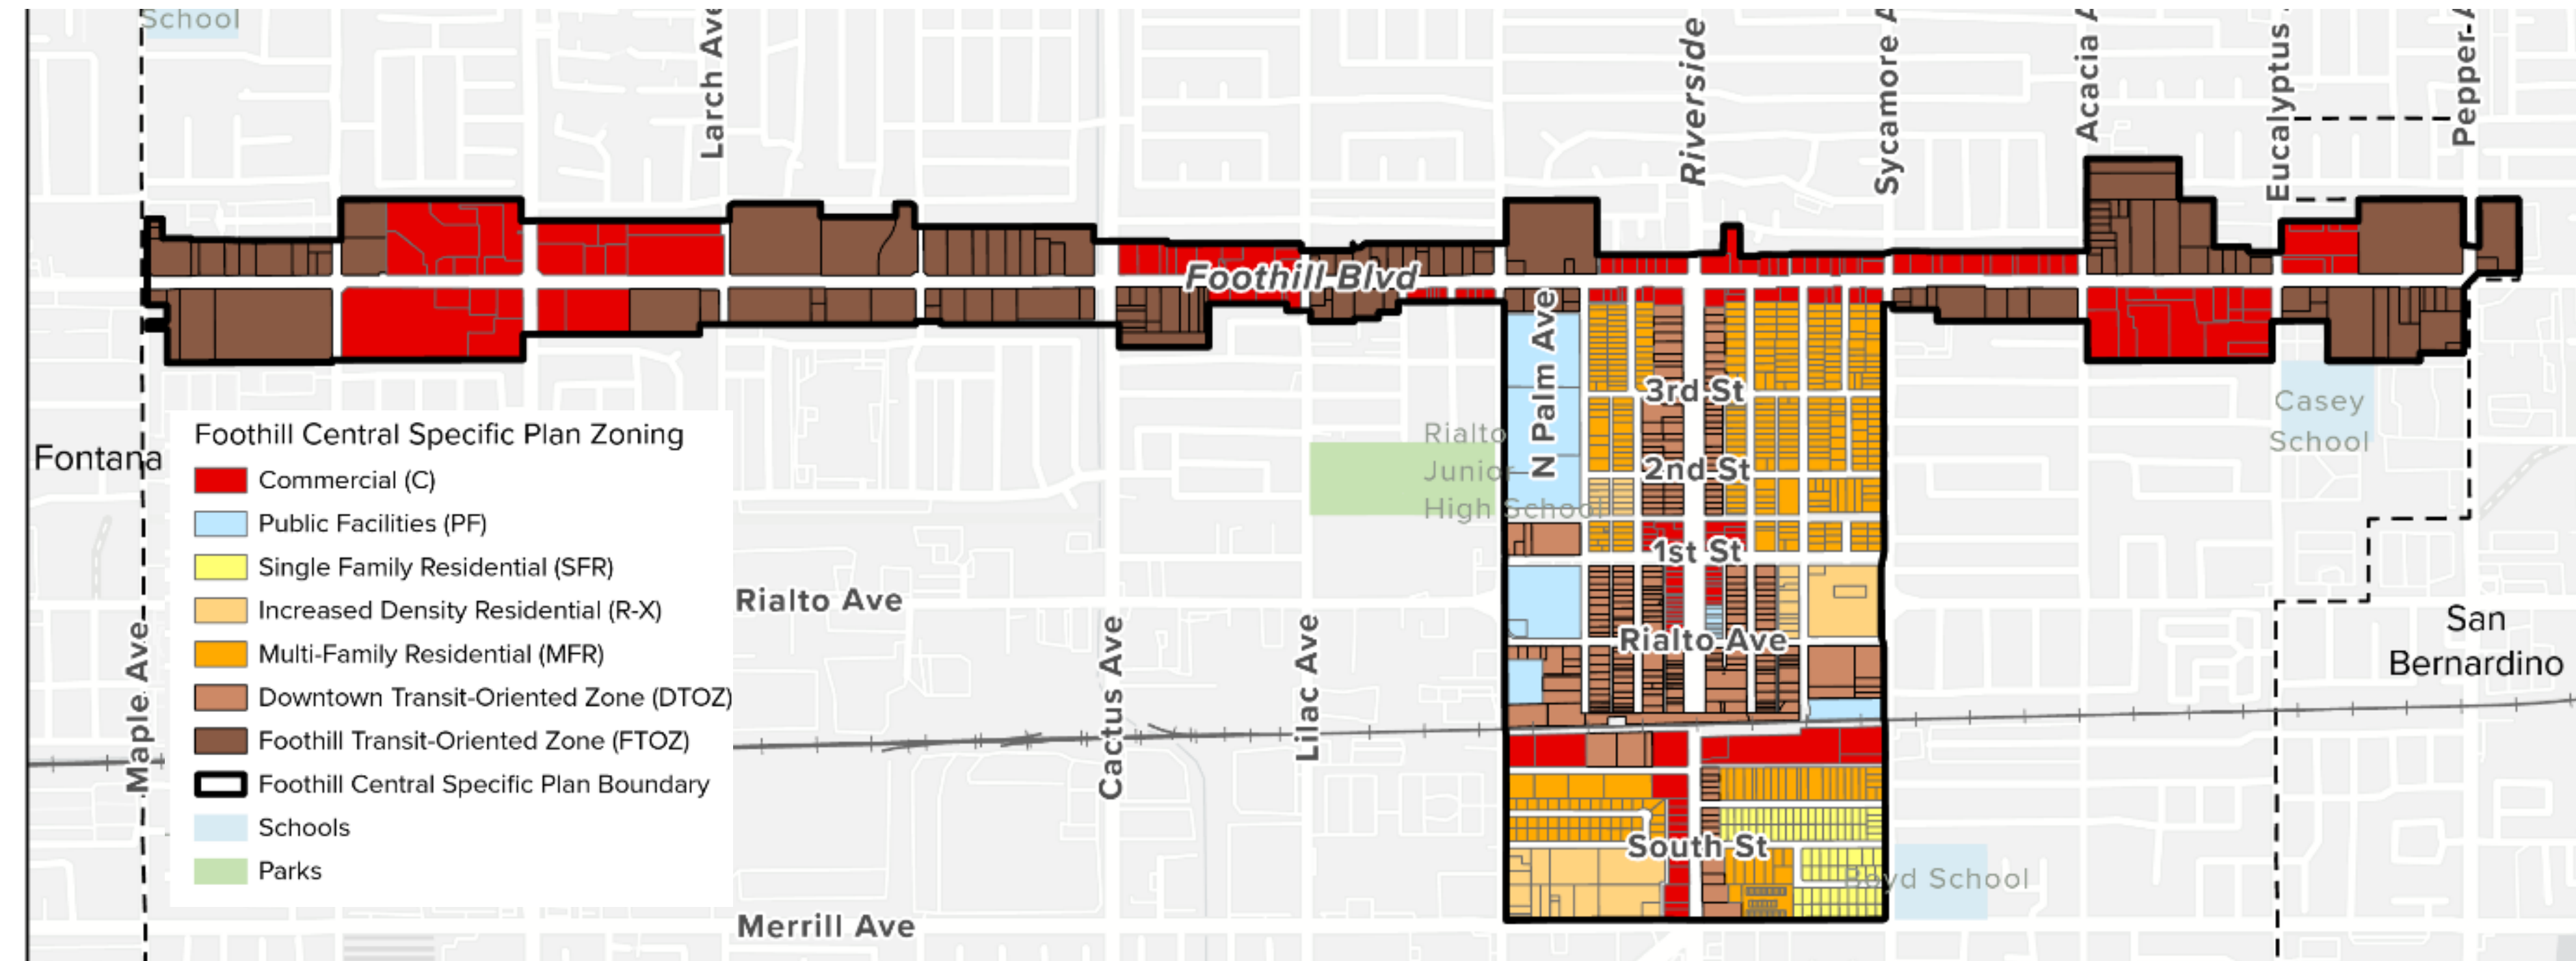 School
Larch Ave
Riverside
Sycamore A
Acacia A
Eucalyptus
Pepper A
Foothill Blvd
N Palm Ave
3rd St
Rialto
Junior
High School
2nd St
Casey
School
1st St
Fontana
Foothill Central Specific Plan Zoning
Commercial (C)
Public Facilities (PF)
Single Family Residential (SFR)
Increased Density Residential (R-X)
Multi-Family Residential (MFR)
Downtown Transit-Oriented Zone (DTOZ)
Foothill Transit-Oriented Zone (FTOZ)
Foothill Central Specific Plan Boundary
Schools
Parks
Maple Ave
Rialto Ave
Cactus Ave
Lilac Ave
Rialto Ave
San
Bernardino
South St
Boyd School
Merrill Ave